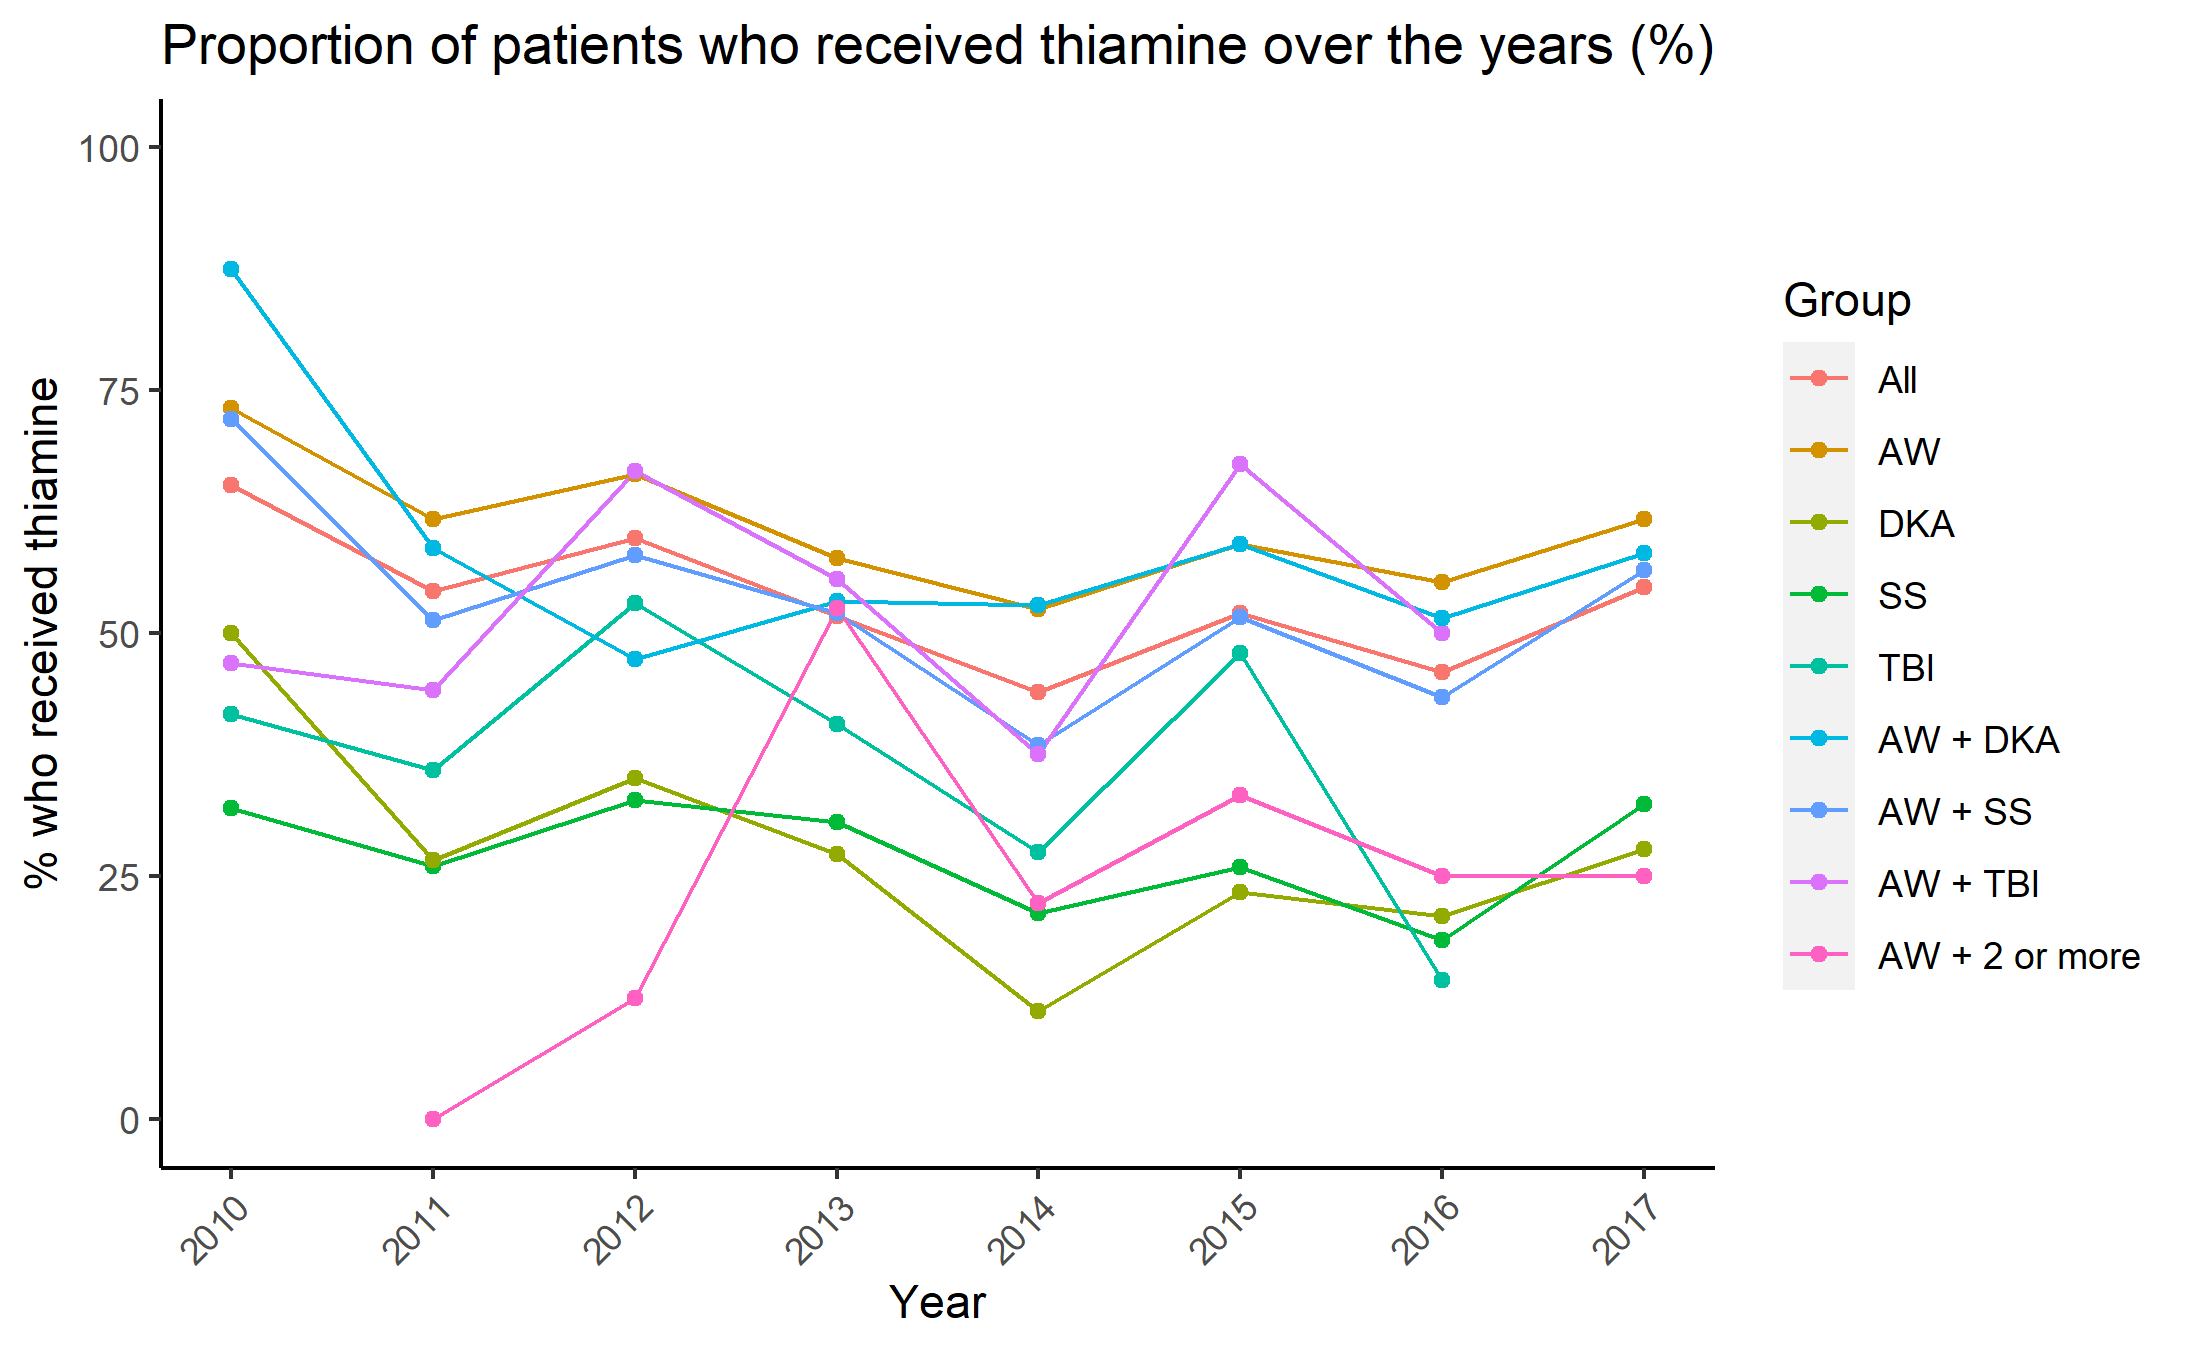 Proportion of patients who received thiamine over the years (%)
% who received thiamine
100
75
50
25
0
2010
2011
2012
2013
2014
2015
2016
2017
Year
Group
All
AW
DKA
SS
TBI
AW + DKA
AW + SS
AW + TBI
AW + 2 or more